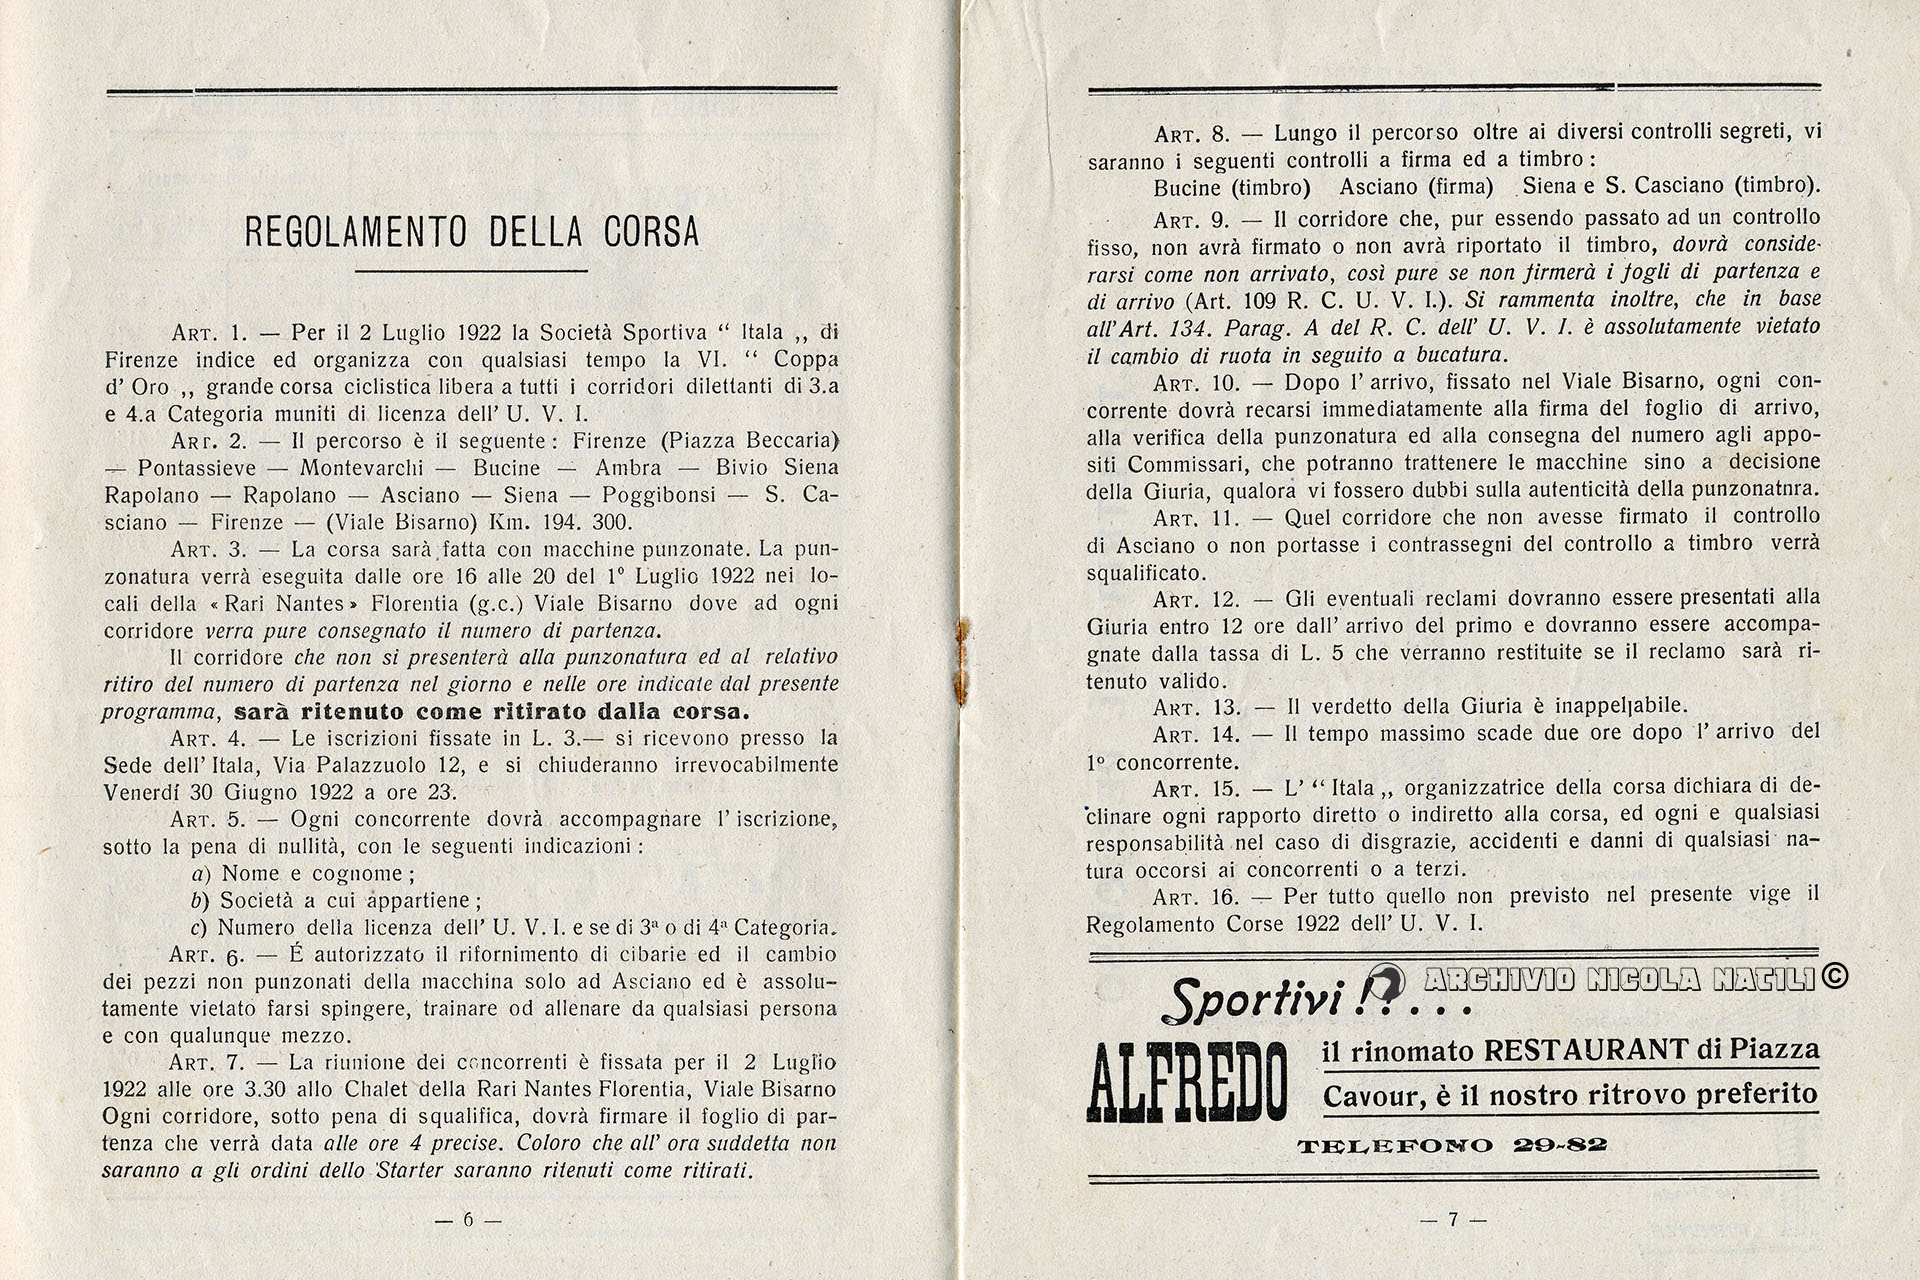 REGOLAMENTO DELLA CORSA
ART. 1. — Per il 2 Luglio 1922 la Società Sportiva “ Itala ,, di
Firenze indice ed organizza con qualsiasi tempo la VI. “ Coppa
d' Oro ,, grande corsa ciclistica libera a tutti i corridori dilettanti di 3.a
e 4.a Categoria muniti di licenza dell' U. V. I.
ART. 2. — Il percorso è il seguente : Firenze (Piazza Beccaria)
— Pontassieve — Montevarchi — Bucine — Ambra — Bivio Siena
Rapolano — Rapolano — Asciano — Siena — Poggibonsi — S. Ca-
sciano — Firenze — (Viale Bisarno) Km. 194. 300.
ART. 3. — La corsa sarà fatta con macchine punzonate. La pun-
zonatura verrà eseguita dalle ore 16 alle 20 del 1º Luglio 1922 nei lo-
cali della « Rari Nantes » Florentia (g.c.) Viale Bisarno dove ad ogni
corridore verra pure consegnato il numero di partenza.
Il corridore che non si presenterà alla punzonatura ed al relativo
ritiro del numero di partenza nel giorno e nelle ore indicate dal presente
programma, sarà ritenuto come ritirato dalla corsa.
ART. 4. — Le iscrizioni fissate in L. 3.— si ricevono presso la
Sede dell' Itala, Via Palazzuolo 12, e si chiuderanno irrevocabilmente
Venerdí 30 Giugno 1922 a ore 23.
ART. 5. — Ogni concorrente dovrà accompagnare l' iscrizione,
sotto la pena di nullità, con le seguenti indicazioni :
a) Nome e cognome ;
b) Società a cui appartiene ;
c) Numero della licenza dell' U. V. I. e se di 3ª o di 4ª Categoria.
ART. 6. — É autorizzato il rifornimento di cibarie ed il cambio
dei pezzi non punzonati della macchina solo ad Asciano ed è assolu-
tamente vietato farsi spingere, trainare od allenare da qualsiasi persona
e con qualunque mezzo.
ART. 7. — La riunione dei concorrenti è fissata per il 2 Luglio
1922 alle ore 3.30 allo Chalet della Rari Nantes Florentia, Viale Bisarno
Ogni corridore, sotto pena di squalifica, dovrà firmare il foglio di par-
tenza che verrà data alle ore 4 precise. Coloro che all' ora suddetta non
saranno a gli ordini dello Starter saranno ritenuti come ritirati.
— 6 —
ART. 8. — Lungo il percorso oltre ai diversi controlli segreti, vi
saranno i seguenti controlli a firma ed a timbro :
Bucine (timbro) Asciano (firma) Siena e S. Casciano (timbro).
ART. 9. — Il corridore che, pur essendo passato ad un controllo
fisso, non avrà firmato o non avrà riportato il timbro, dovrà conside-
rarsi come non arrivato, così pure se non firmerà i fogli di partenza e
di arrivo (Art. 109 R. C. U. V. I.). Si rammenta inoltre, che in base
all'Art. 134. Parag. A del R. C. dell' U. V. I. è assolutamente vietato
il cambio di ruota in seguito a bucatura.
ART. 10. — Dopo l' arrivo, fissato nel Viale Bisarno, ogni con-
corrente dovrà recarsi immediatamente alla firma del foglio di arrivo,
alla verifica della punzonatura ed alla consegna del numero agli appo-
siti Commissari, che potranno trattenere le macchine sino a decisione
della Giuria, qualora vi fossero dubbi sulla autenticità della punzonatnra.
ART. 11. — Quel corridore che non avesse firmato il controllo
di Asciano o non portasse i contrassegni del controllo a timbro verrà
squalificato.
ART. 12. — Gli eventuali reclami dovranno essere presentati alla
Giuria entro 12 ore dall' arrivo del primo e dovranno essere accompa-
gnate dalla tassa di L. 5 che verranno restituite se il reclamo sarà ri-
tenuto valido.
ART. 13. — Il verdetto della Giuria è inappellabile.
ART. 14. — Il tempo massimo scade due ore dopo l' arrivo del
1º concorrente.
ART. 15. — L' “ Itala ,, organizzatrice della corsa dichiara di de-
clinare ogni rapporto diretto o indiretto alla corsa, ed ogni e qualsiasi
responsabilità nel caso di disgrazie, accidenti e danni di qualsiasi na-
tura occorsi ai concorrenti o a terzi.
ART. 16. — Per tutto quello non previsto nel presente vige il
Regolamento Corse 1922 dell' U. V. I.
ARCHIVIO NICOLA NATILI ©
Sportivi !?....
ALFREDO
il rinomato RESTAURANT di Piazza
Cavour, è il nostro ritrovo preferito
TELEFONO 29-82
— 7 —